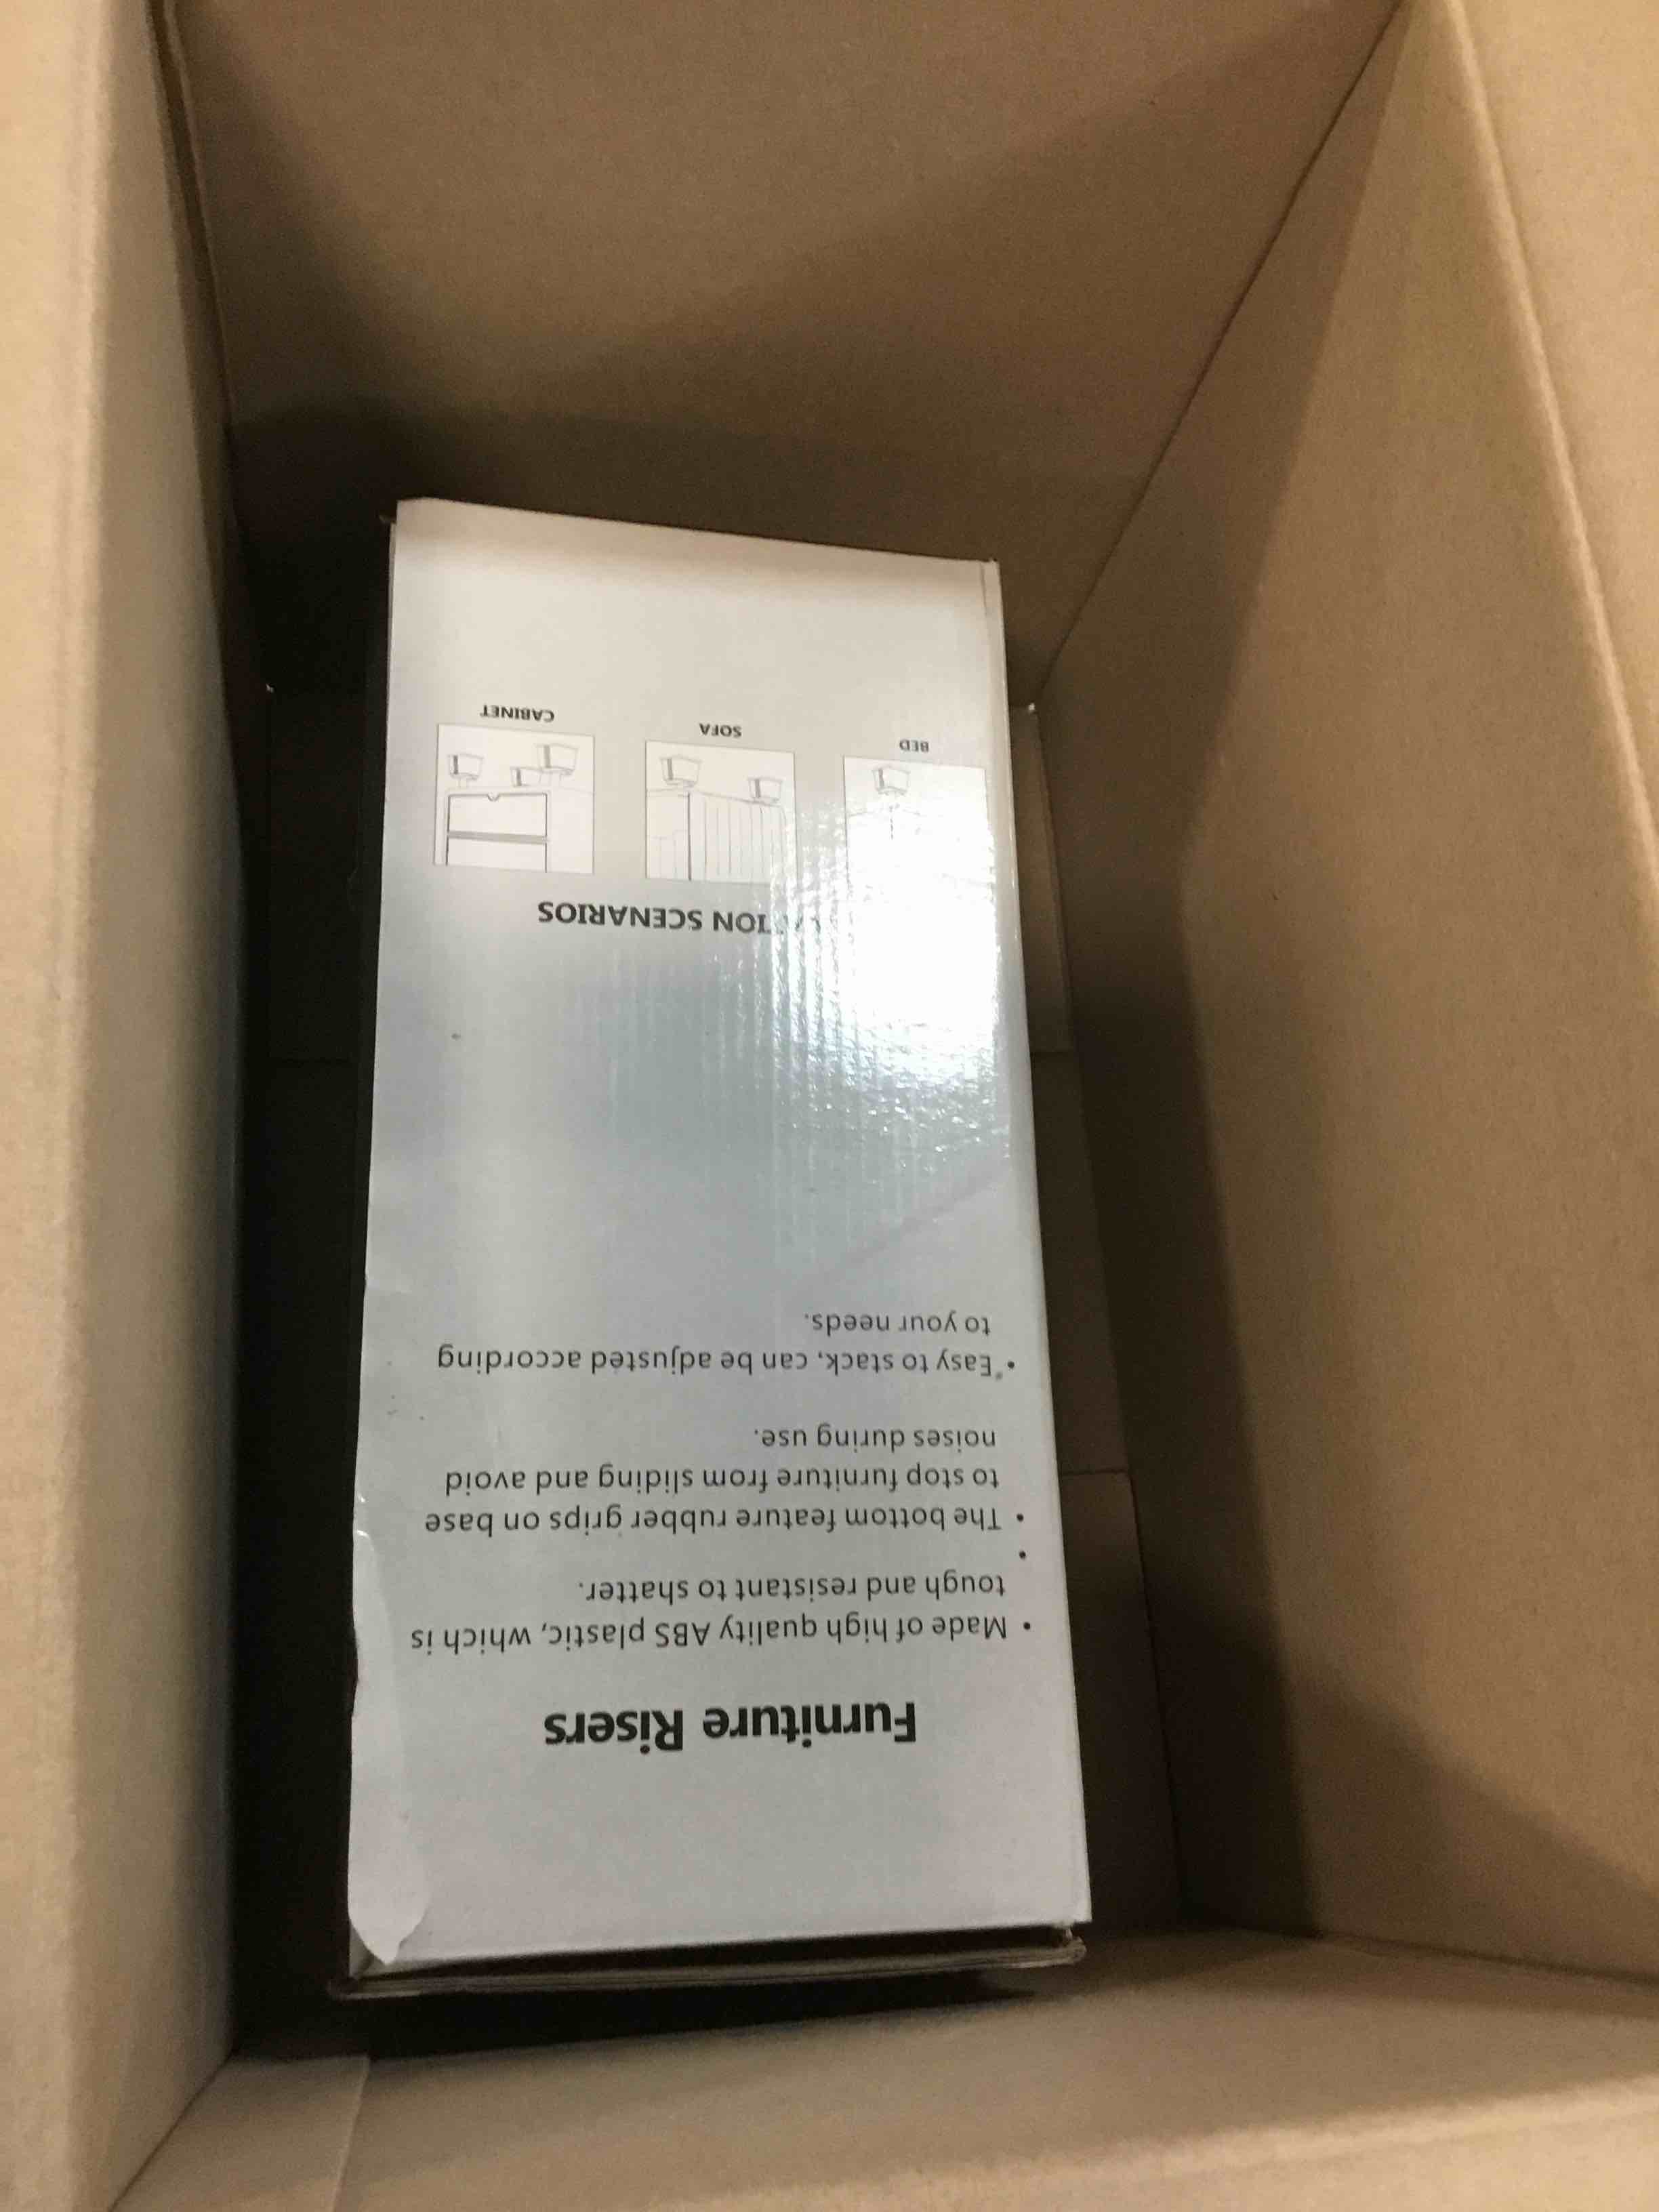 Furniture Risers
• Made of high quality ABS plastic, which is
tough and resistant to shatter.
•
• The bottom feature rubber grips on base
to stop furniture from sliding and avoid
noises during use.
• Easy to stack, can be adjusted according
to your needs.
SCENARIOS
BED
SOFA
CABINET